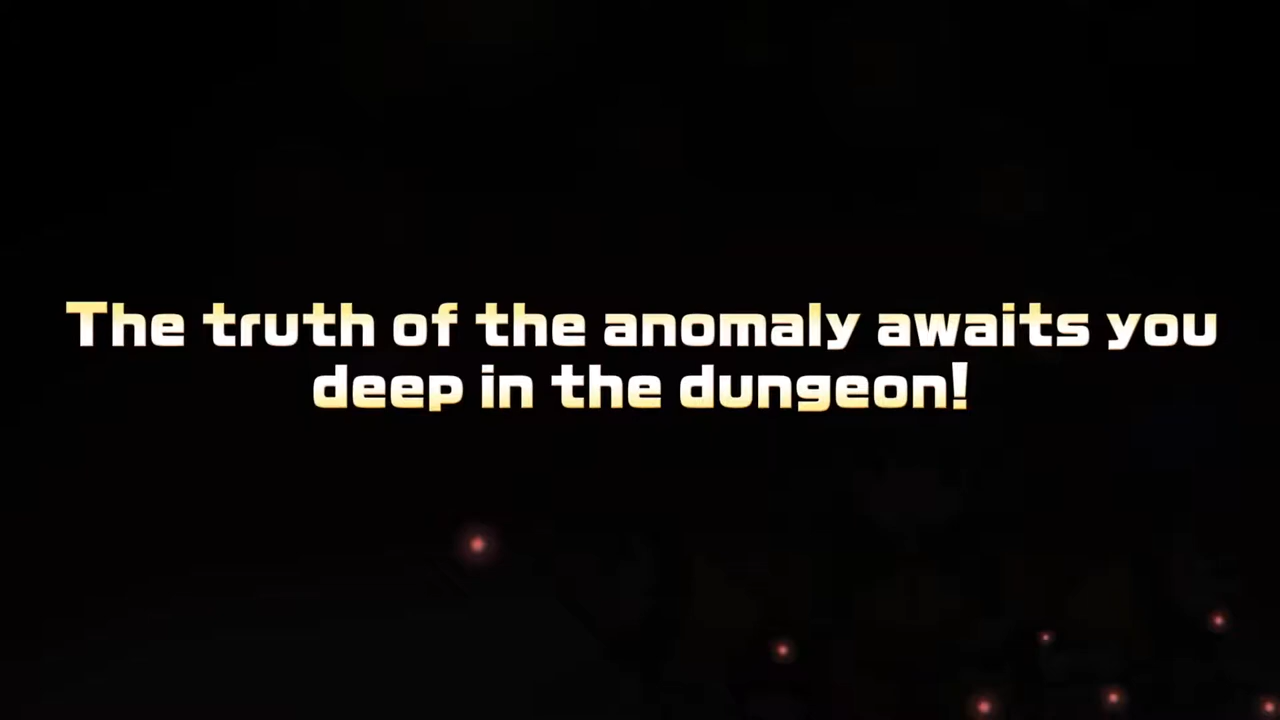 The truth of the anomaly awaits you
deep in the dungeon!